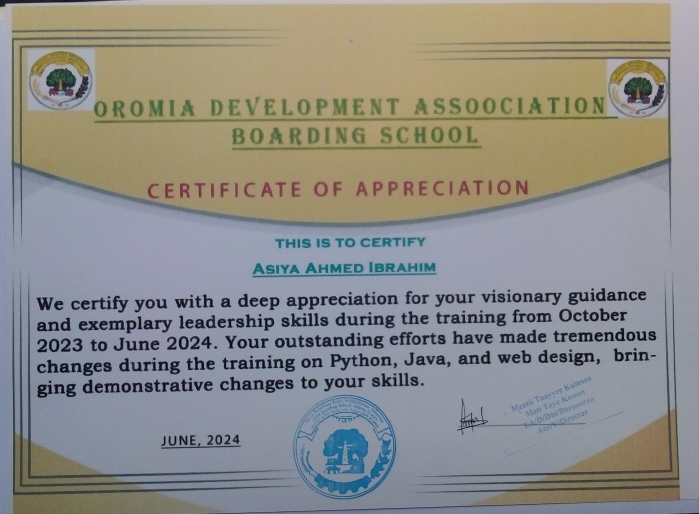 OROMIA DEVELOPMENT ASSOOCIATION
BOARDING SCHOOL
CERTIFICATE OF APPRECIATION
THIS IS TO CERTIFY
ASIYA AHMED IBRAHIM
We certify you with a deep appreciation for your visionary guidance
and exemplary leadership skills during the training from October
2023 to June 2024. Your outstanding efforts have made tremendous
changes during the training on Python, Java, and web design, brin-
ging demonstrative changes to your skills.
JUNE, 2024